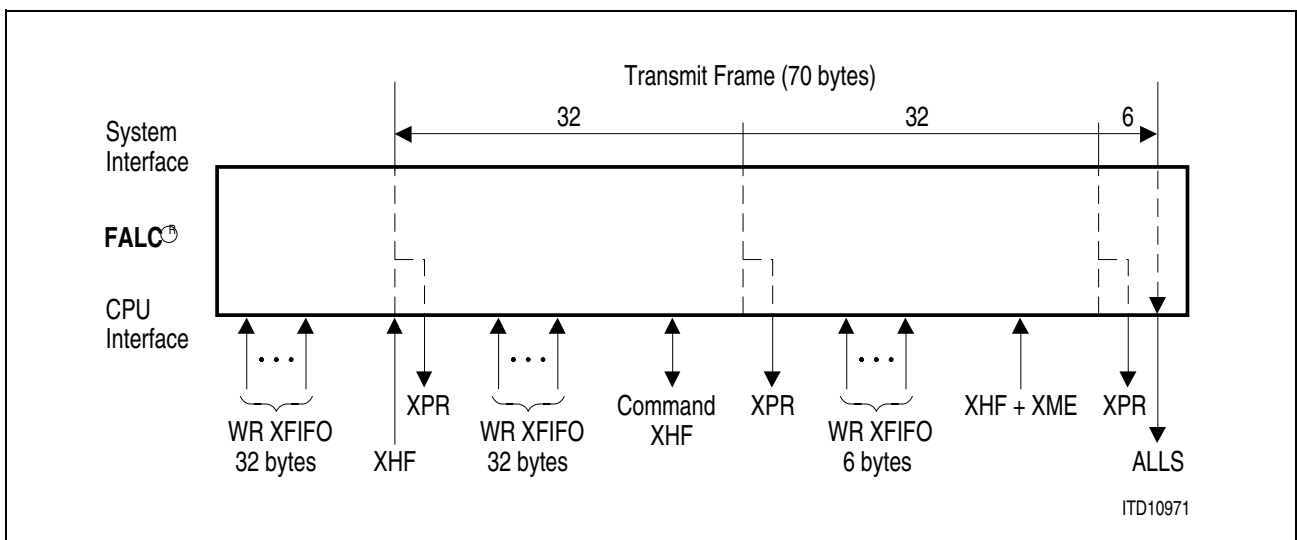 Transmit Frame (70 bytes)
32 32 6
System
Interface
FALC®
CPU
Interface
• • • • • • • • •
XPR Command XPR XHF + XME XPR
WR XFIFO WR XFIFO XHF WR XFIFO
32 bytes XHF 32 bytes 6 bytes ALLS
ITD10971